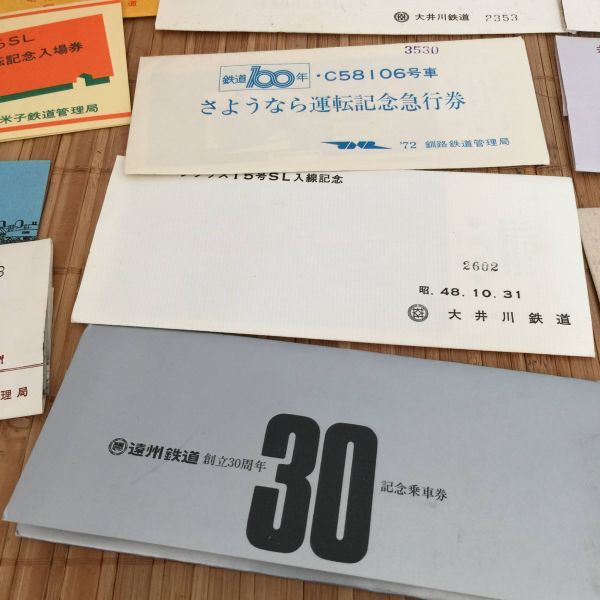 大井川鉄道 2353
5SL
転記念入場券
米子鉄道管理局
3530
鉄道100年・C58106号車
さようなら運転記念急行券
'72 釧路鉄道管理局
15号SL入線記念
2602
昭.48.10.31
大井川鉄道
理局
遠州鉄道 創立30周年 30 記念乗車券